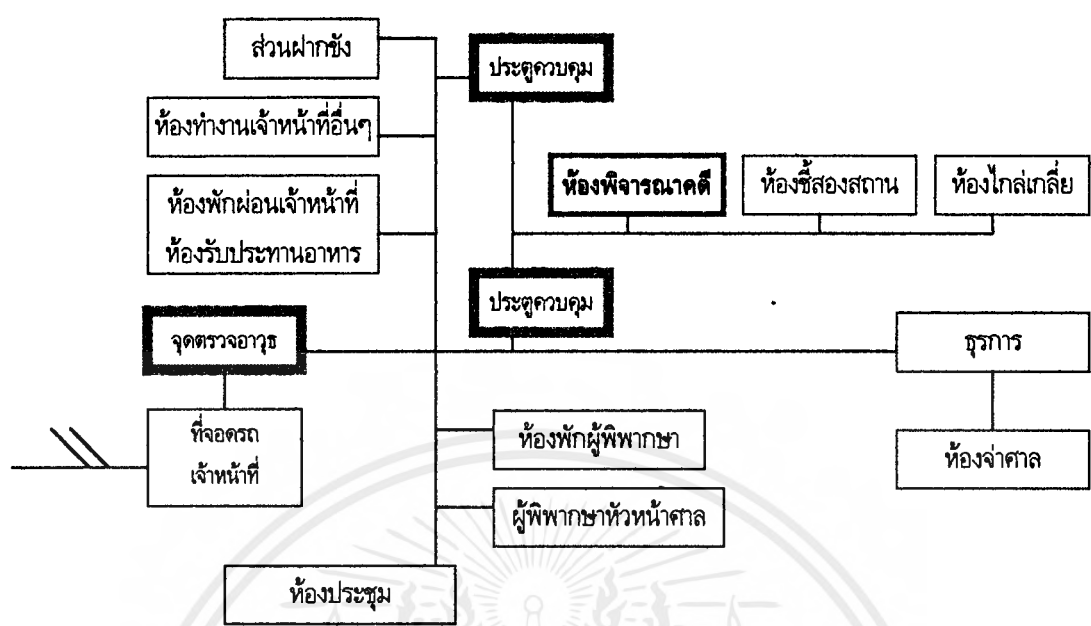 ส่วนฝากขัง
ประตูควบคุม
ห้องทำงานเจ้าหน้าที่อื่นๆ
ห้องพิจารณาคดี
ห้องชี้สองสถาน
ห้องไกล่เกลี่ย
ห้องพักผ่อนเจ้าหน้าที่
ห้องรับประทานอาหาร
ประตูควบคุม
จุดตรวจอาวุธ
ธุรการ
ที่จอดรถ
เจ้าหน้าที่
ห้องพักผู้พิพากษา
ห้องจ่าศาล
ผู้พิพากษาหัวหน้าศาล
ห้องประชุม